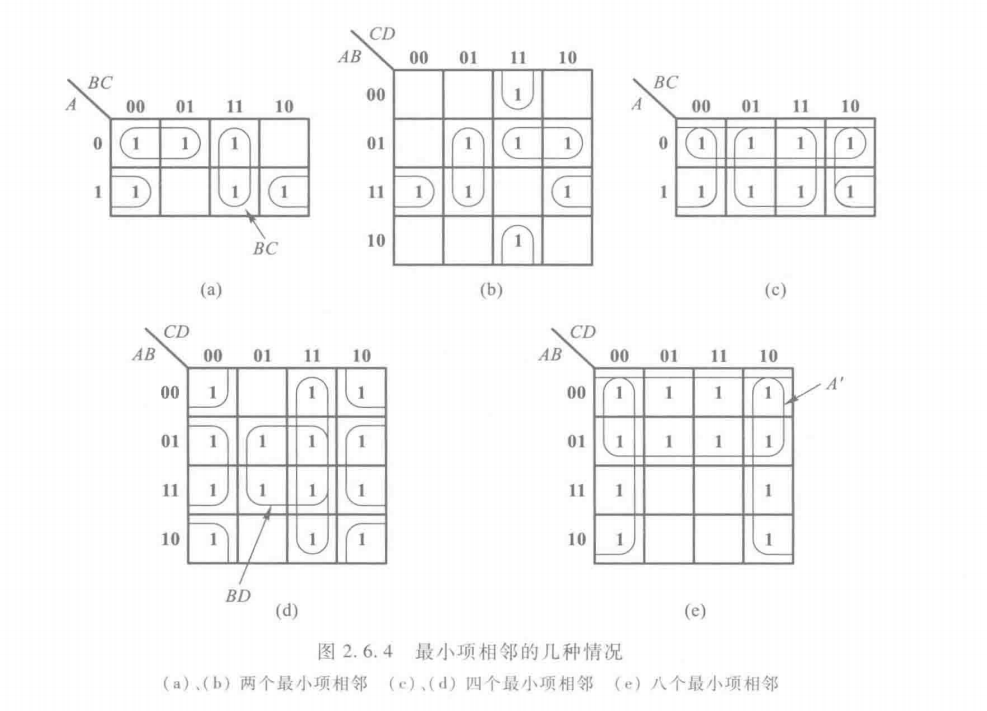 CD
AB 00 01 11 10
BC
A 00 01 11 10
00 1
BC
A 00 01 11 10
0 1 1 1
01 1 1 1
0 1 1 1 1
1 1 1 1
11 1 1 1
1 1 1 1 1
BC
10 1
(a)
(b)
(c)
CD
AB 00 01 11 10
00 1 1 1
01 1 1 1 1
11 1 1 1 1
10 1 1 1
BD
(d)
CD
AB 00 01 11 10
00 1 1 1 1
A′
01 1 1 1 1
11 1 1
10 1 1
(e)
图 2.6.4 最小项相邻的几种情况
(a)、(b) 两个最小项相邻 (c)、(d) 四个最小项相邻 (e) 八个最小项相邻